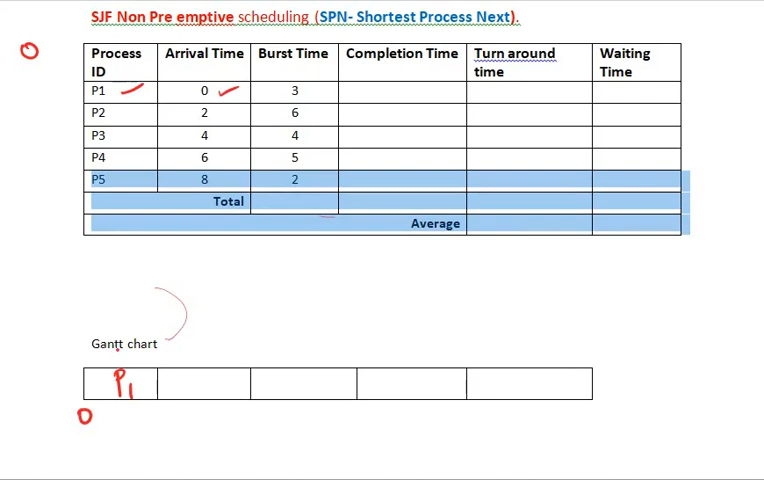 SJF Non Pre emptive scheduling (SPN- Shortest Process Next).
O
Process ID Arrival Time Burst Time Completion Time Turn around time Waiting Time
P1 0 3
P2 2 6
P3 4 4
P4 6 5
P5 8 2
Total
Average
Gantt chart
P1
0